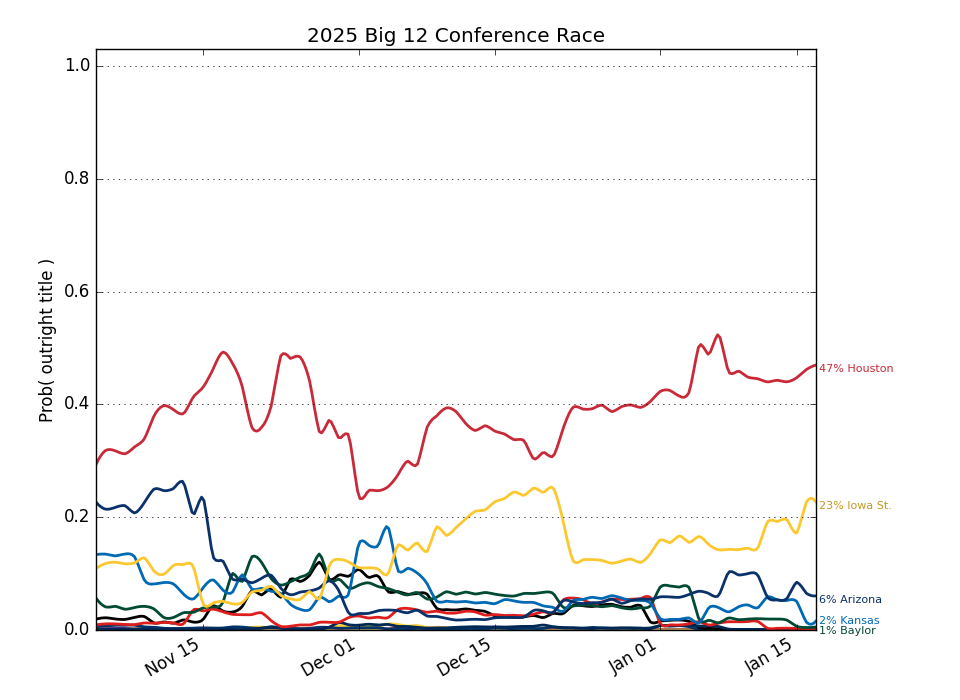 2025 Big 12 Conference Race
Prob( outright title )
1.0
0.8
0.6
0.4
0.2
0.0
47% Houston
23% Iowa St.
6% Arizona
2% Kansas
1% Baylor
Nov 15
Dec 01
Dec 15
Jan 01
Jan 15